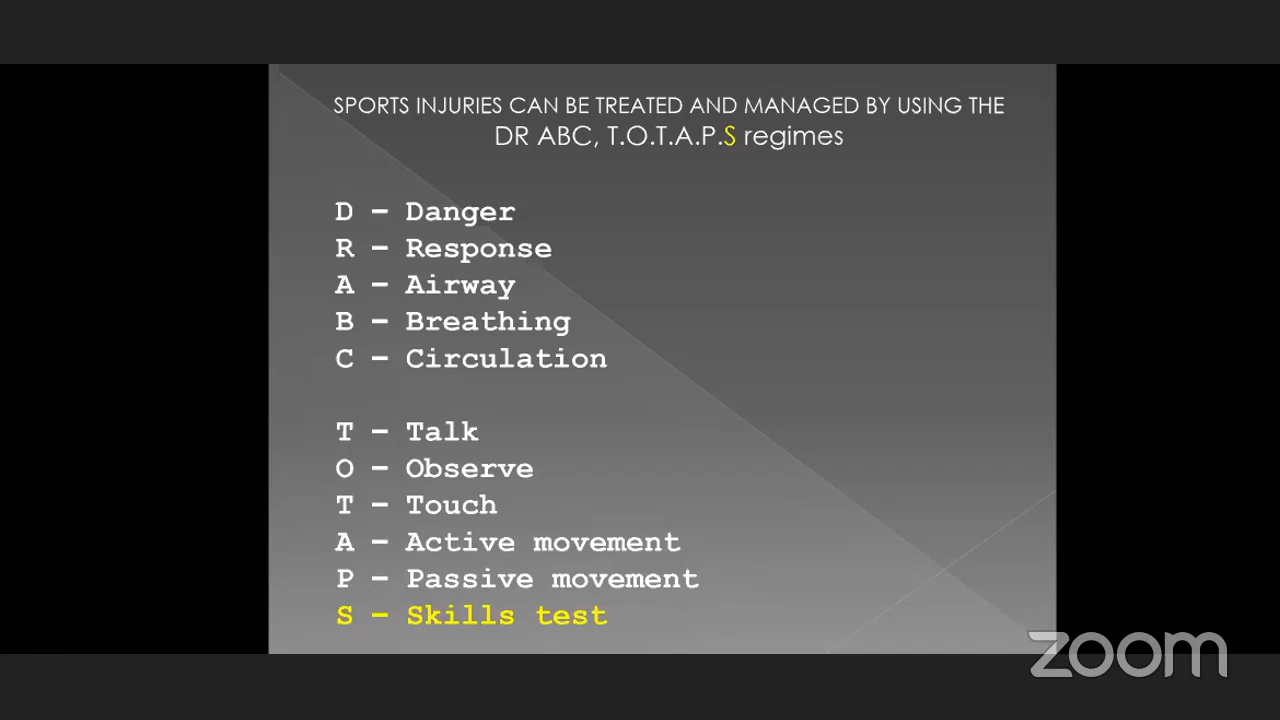 SPORTS INJURIES CAN BE TREATED AND MANAGED BY USING THE
DR ABC, T.O.T.A.P.S regimes
D – Danger
R – Response
A – Airway
B – Breathing
C – Circulation
T – Talk
O – Observe
T – Touch
A – Active movement
P – Passive movement
S – Skills test
zoom